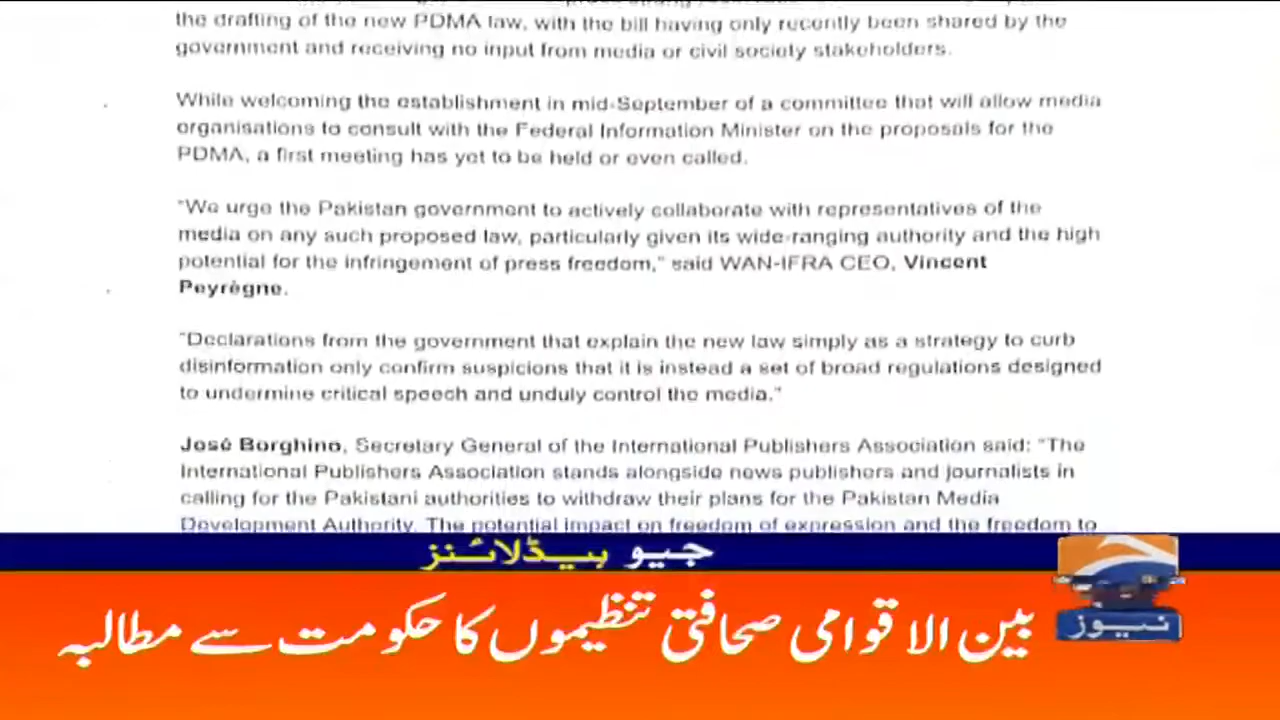 the drafting of the new PDMA law, with the bill having only recently been shared by the
government and receiving no input from media or civil society stakeholders.
While welcoming the establishment in mid-September of a committee that will allow media
organisations to consult with the Federal Information Minister on the proposals for the
PDMA, a first meeting has yet to be held or even called.
"We urge the Pakistan government to actively collaborate with representatives of the
media on any such proposed law, particularly given its wide-ranging authority and the high
potential for the infringement of press freedom," said WAN-IFRA CEO, Vincent
Peyrègne.
"Declarations from the government that explain the new law simply as a strategy to curb
disinformation only confirm suspicions that it is instead a set of broad regulations designed
to undermine critical speech and unduly control the media."
José Borghino, Secretary General of the International Publishers Association said: "The
International Publishers Association stands alongside news publishers and journalists in
calling for the Pakistani authorities to withdraw their plans for the Pakistan Media
Development Authority. The potential impact on freedom of expression and the freedom to
جیو ہیڈلائنز
نیوز
بین الاقوامی صحافتی تنظیموں کا حکومت سے مطالبہ